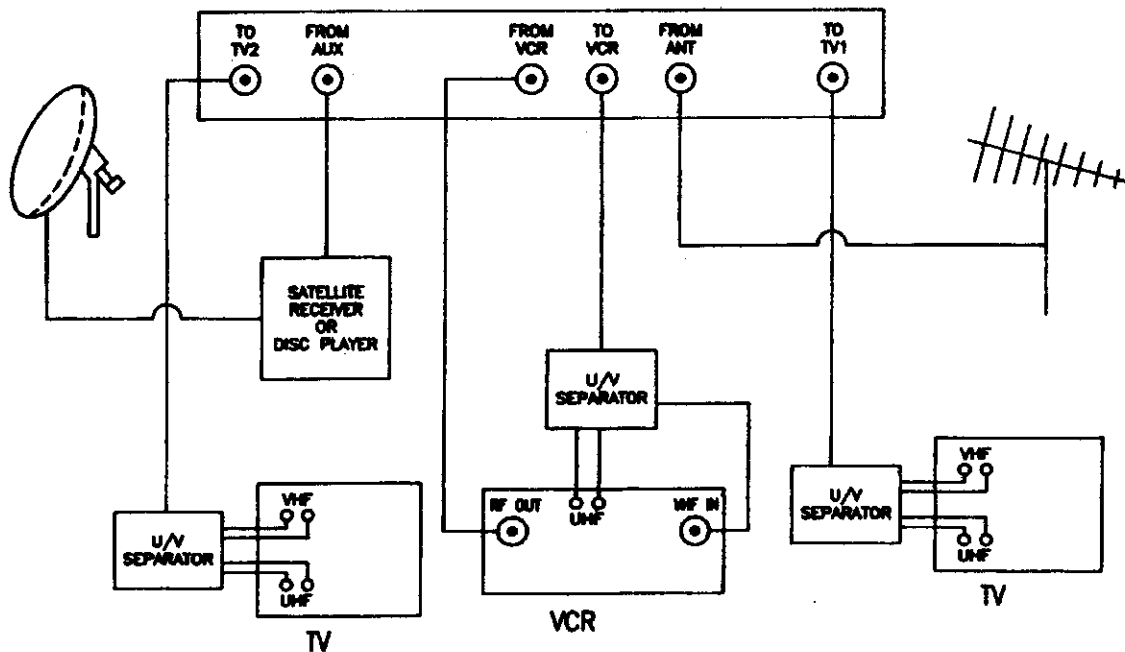 TO
TV2
FROM
AUX
FROM
VCR
TO
VCR
FROM
ANT
TO
TV1
SATELLITE
RECEIVER
OR
DISC PLAYER
U/V
SEPARATOR
VHF
UHF
TV
U/V
SEPARATOR
RF OUT
UHF
VHF IN
VCR
U/V
SEPARATOR
VHF
UHF
TV